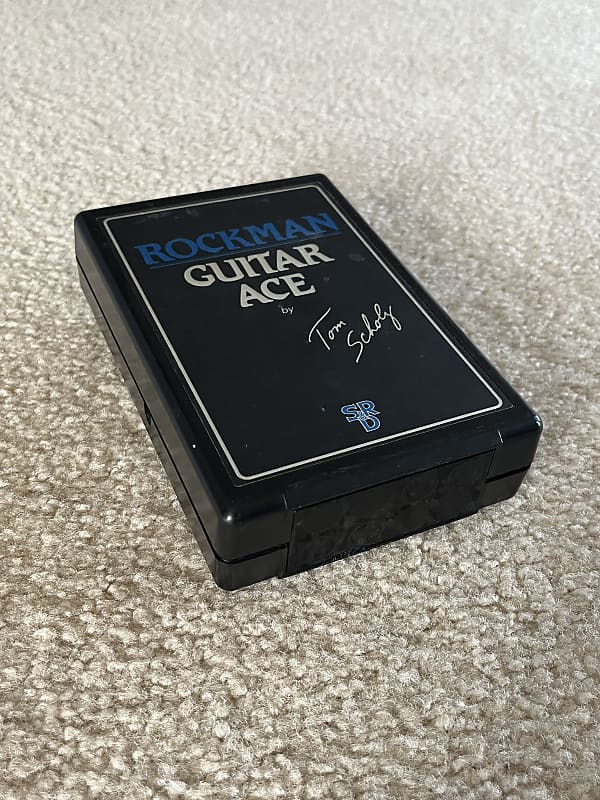 ROCKMAN
GUITAR
ACE
by
Tom
Scholz
SR&D